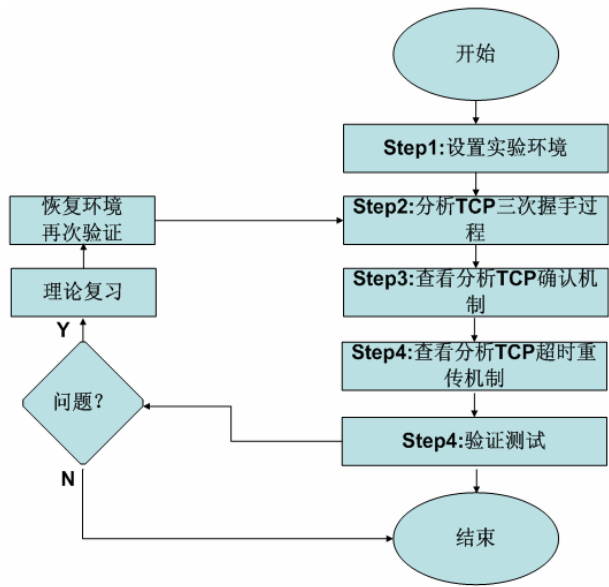 开始
Step1:设置实验环境
恢复环境
再次验证
Step2:分析TCP三次握手过
程
理论复习
Step3:查看分析TCP确认机
制
Y
Step4:查看分析TCP超时重
传机制
问题?
Step4:验证测试
N
结束